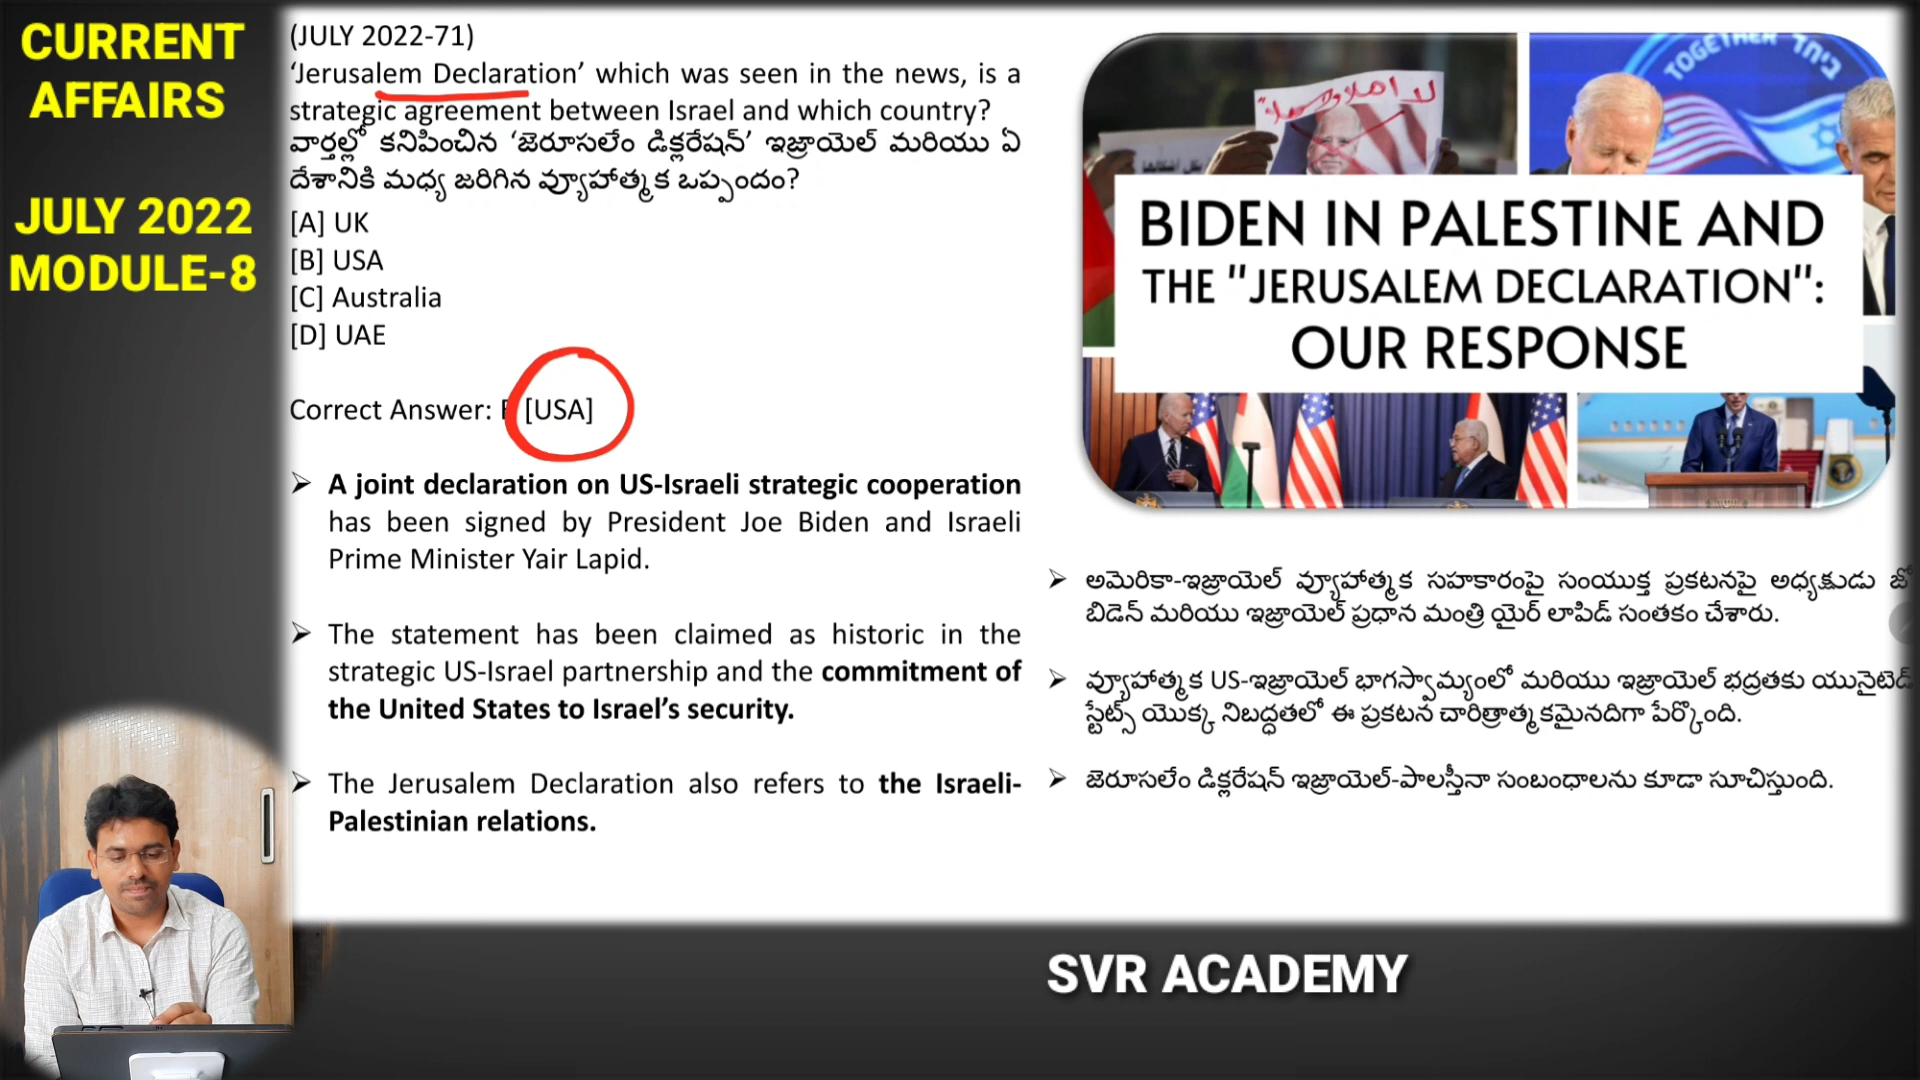 CURRENT
AFFAIRS
JULY 2022
MODULE-8
(JULY 2022-71)
‘Jerusalem Declaration’ which was seen in the news, is a
strategic agreement between Israel and which country?
వార్తల్లో కనిపించిన ‘జెరూసలేం డిక్లరేషన్’ ఇజ్రాయెల్ మరియు ఏ
దేశానికి మధ్య జరిగిన వ్యూహాత్మక ఒప్పందం?
[A] UK
[B] USA
[C] Australia
[D] UAE
Correct Answer: [USA]
➢ A joint declaration on US-Israeli strategic cooperation
has been signed by President Joe Biden and Israeli
Prime Minister Yair Lapid.
➢ The statement has been claimed as historic in the
strategic US-Israel partnership and the commitment of
the United States to Israel’s security.
➢ The Jerusalem Declaration also refers to the Israeli-
Palestinian relations.
TOGETHER ביחד
BIDEN IN PALESTINE AND
THE "JERUSALEM DECLARATION":
OUR RESPONSE
➢ అమెరికా-ఇజ్రాయెల్ వ్యూహాత్మక సహకారంపై సంయుక్త ప్రకటనపై అధ్యక్షుడు జో
బిడెన్ మరియు ఇజ్రాయెల్ ప్రధాన మంత్రి యైర్ లాపిడ్ సంతకం చేశారు.
➢ వ్యూహాత్మక US-ఇజ్రాయెల్ భాగస్వామ్యంలో మరియు ఇజ్రాయెల్ భద్రతకు యునైటెడ్
స్టేట్స్ యొక్క నిబద్ధతలో ఈ ప్రకటన చారిత్రాత్మకమైనదిగా పేర్కొంది.
➢ జెరూసలేం డిక్లరేషన్ ఇజ్రాయెల్-పాలస్తీనా సంబంధాలను కూడా సూచిస్తుంది.
SVR ACADEMY